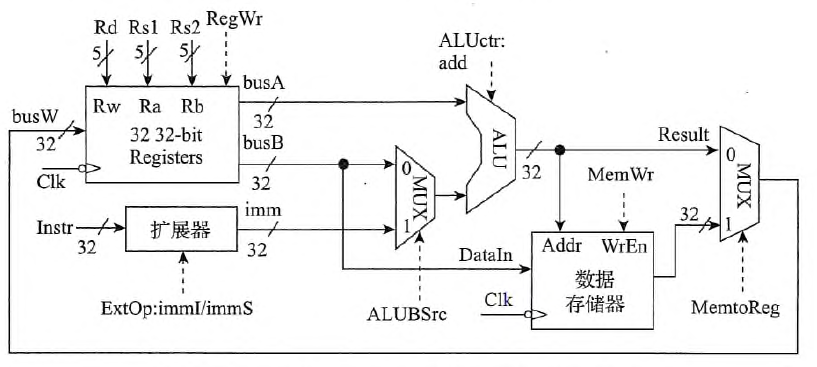 Rd Rs1 Rs2 RegWr
5 5 5
ALUctr:
add
busW
32
Rw Ra Rb
32 32-bit
Registers
Clk
busA
32
busB
32
0
MUX
1
ALU
32
Result
0
MUX
1
MemWr
32
Instr
32
扩展器
imm
32
Addr WrEn
DataIn
数据
存储器
Clk
ExtOp:immI/immS
ALUBSrc
MemtoReg